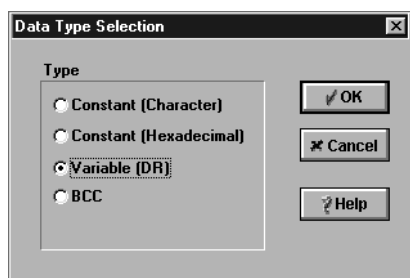 Data Type Selection
Type
Constant (Character)
Constant (Hexadecimal)
Variable (DR)
BCC
OK
Cancel
Help